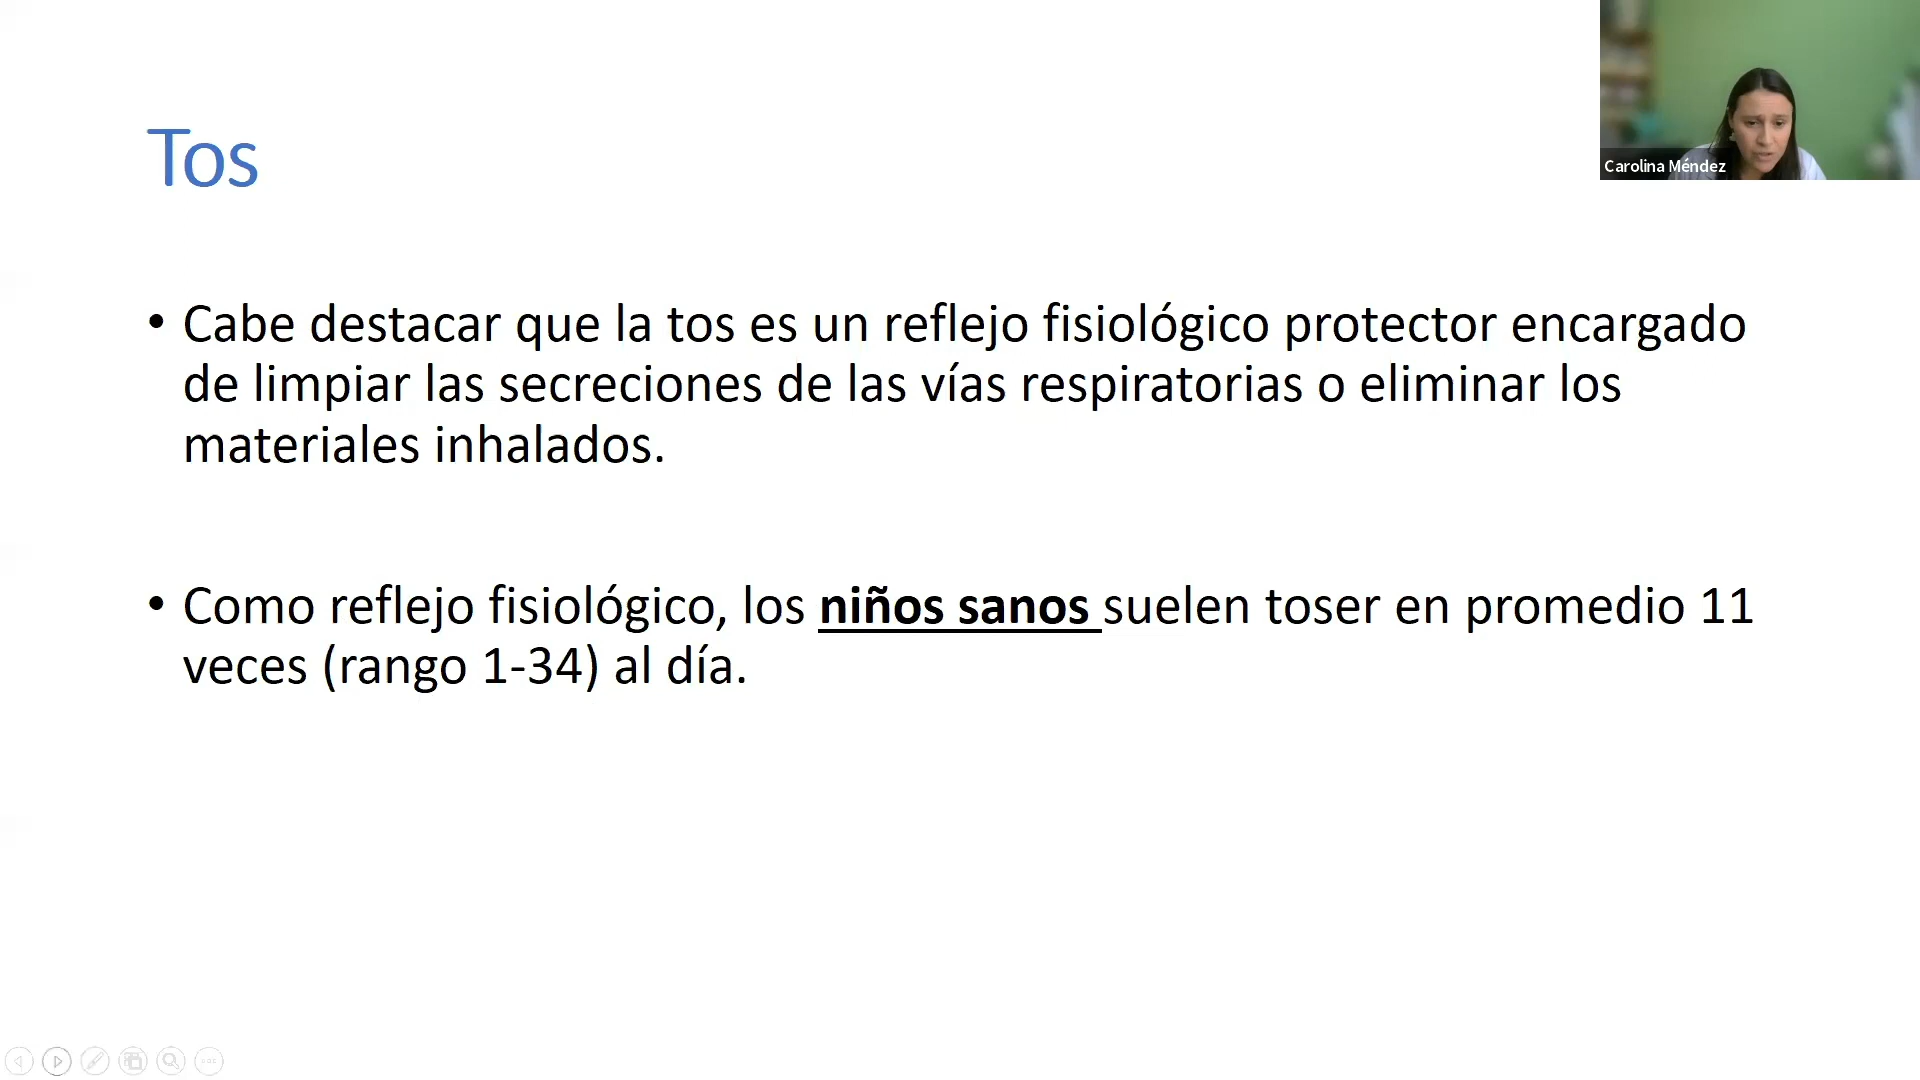 Tos
Carolina Méndez
• Cabe destacar que la tos es un reflejo fisiológico protector encargado
de limpiar las secreciones de las vías respiratorias o eliminar los
materiales inhalados.
• Como reflejo fisiológico, los niños sanos suelen toser en promedio 11
veces (rango 1-34) al día.